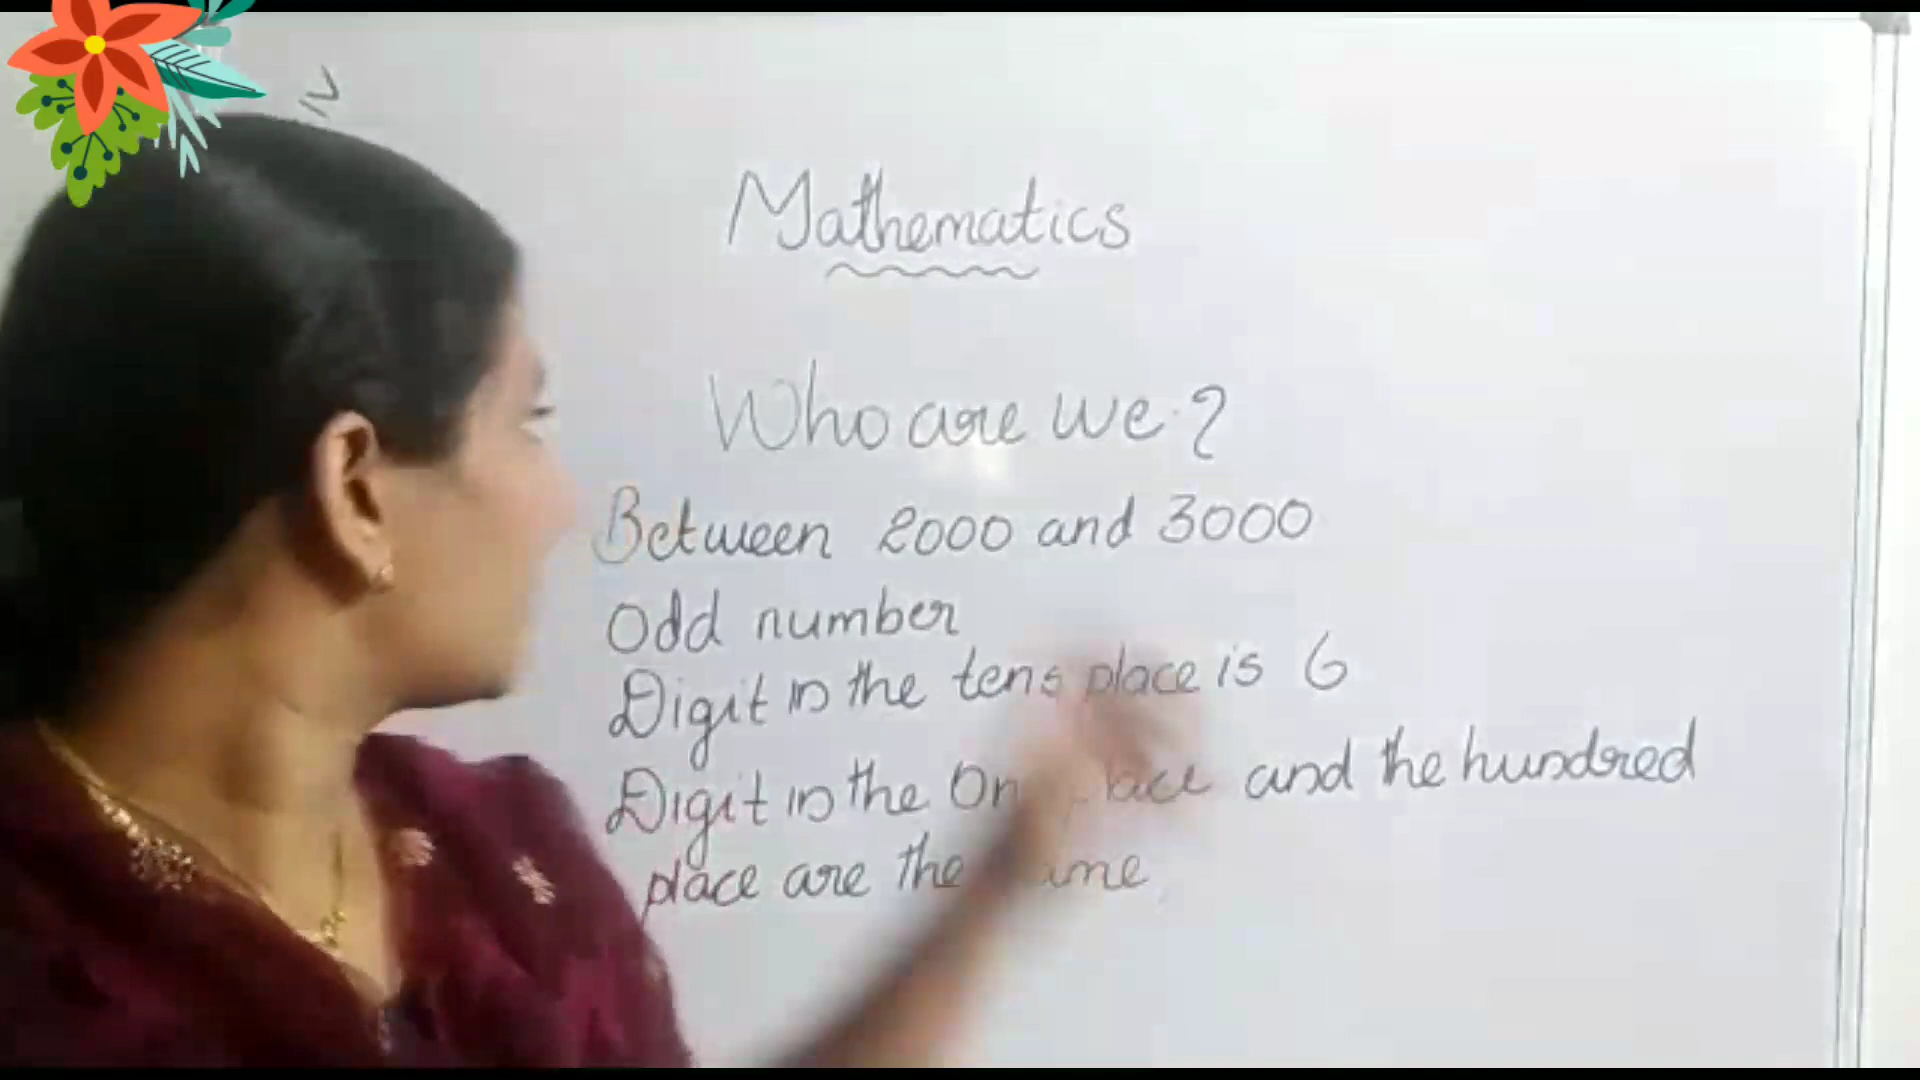 IV
Mathematics
Who are we ?
Between 2000 and 3000
Odd number
Digit in the tens place is 6
Digit in the and the hundred
place are the